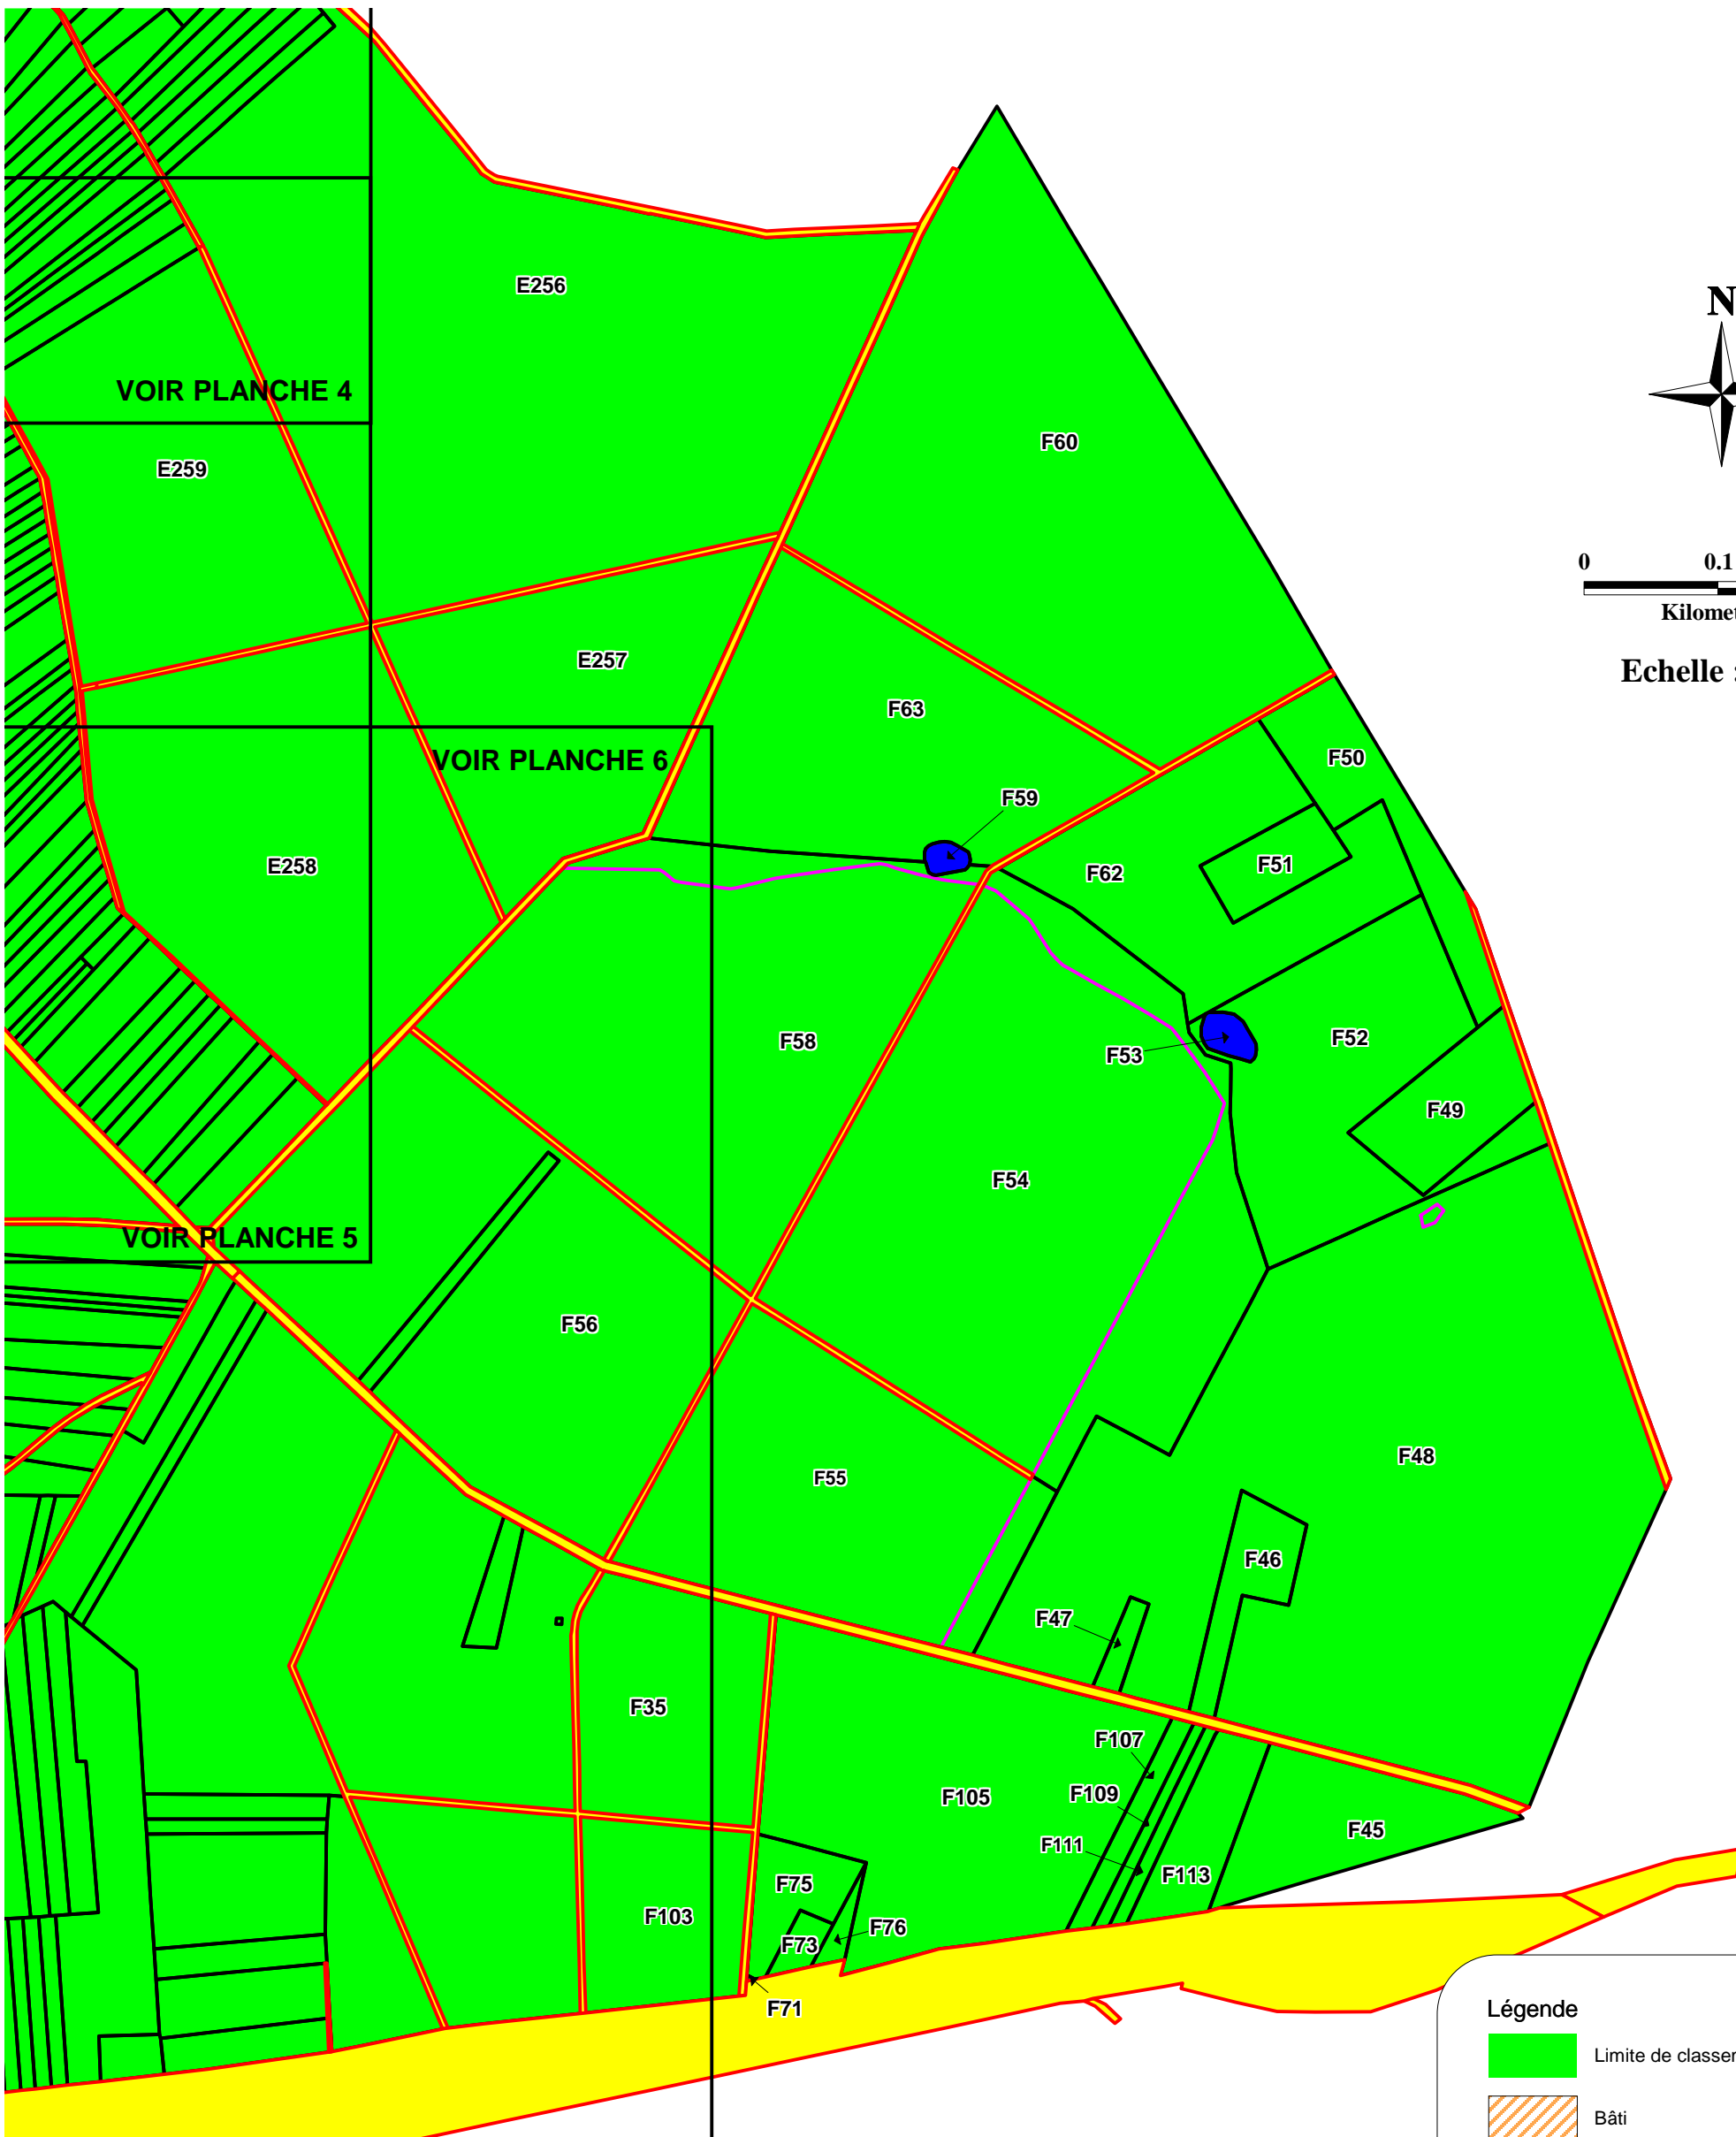 E256
N
VOIR PLANCHE 4
F60
E259
0 0.1
Kilomet
E257
Echelle :
F63
F50
VOIR PLANCHE 6
F59
E258
F51
F62
F58
F52
F53
F49
F54
VOIR PLANCHE 5
F56
F48
F55
F46
F47
F35
F107
F109
F105
F45
F111
F113
F75
F103
F76
F73
F71
Légende
Limite de classer
Bâti